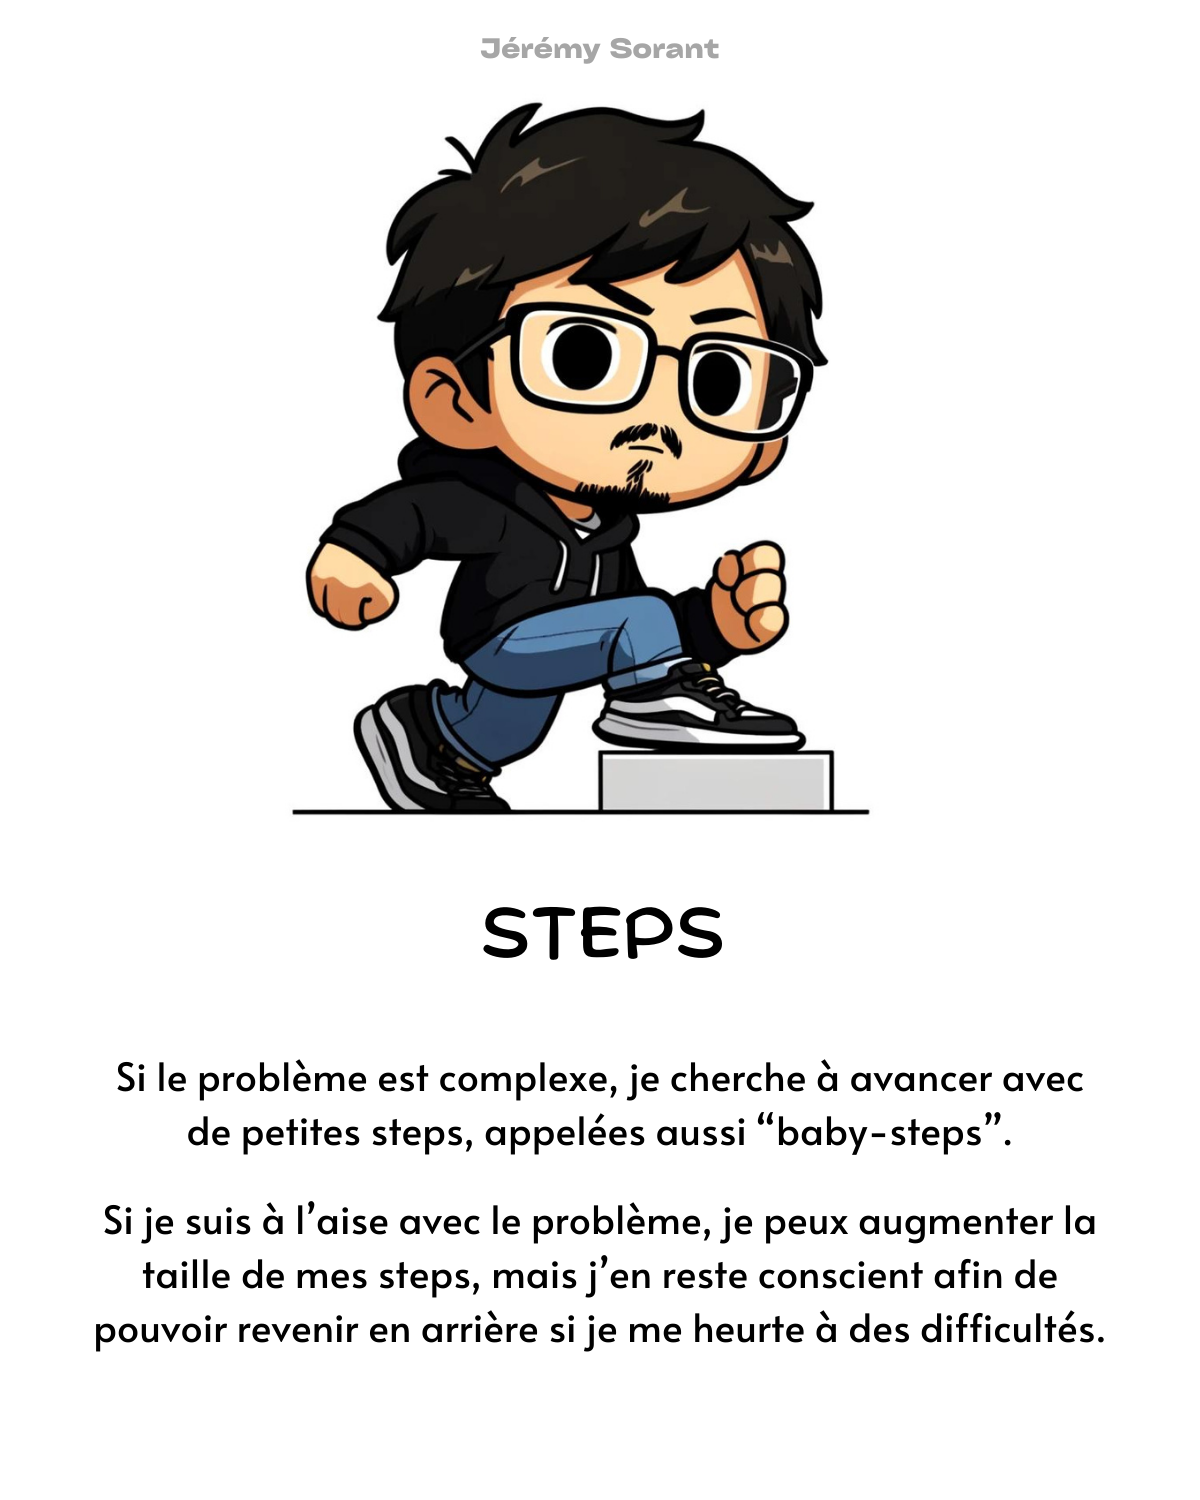 Jérémy Sorant
STEPS
Si le problème est complexe, je cherche à avancer avec
de petites steps, appelées aussi “baby-steps”.
Si je suis à l’aise avec le problème, je peux augmenter la
taille de mes steps, mais j’en reste conscient afin de
pouvoir revenir en arrière si je me heurte à des difficultés.